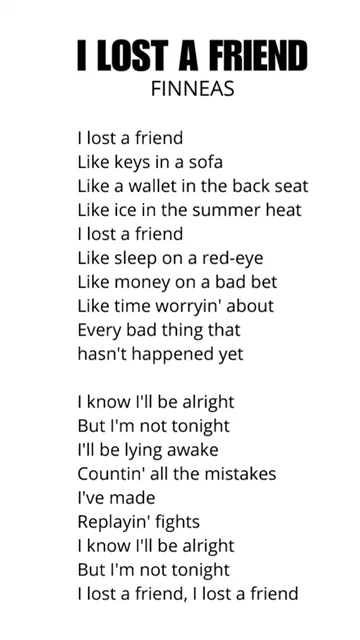 I LOST A FRIEND
FINNEAS
I lost a friend
Like keys in a sofa
Like a wallet in the back seat
Like ice in the summer heat
I lost a friend
Like sleep on a red-eye
Like money on a bad bet
Like time worryin' about
Every bad thing that
hasn't happened yet
I know I'll be alright
But I'm not tonight
I'll be lying awake
Countin' all the mistakes
I've made
Replayin' fights
I know I'll be alright
But I'm not tonight
I lost a friend, I lost a friend